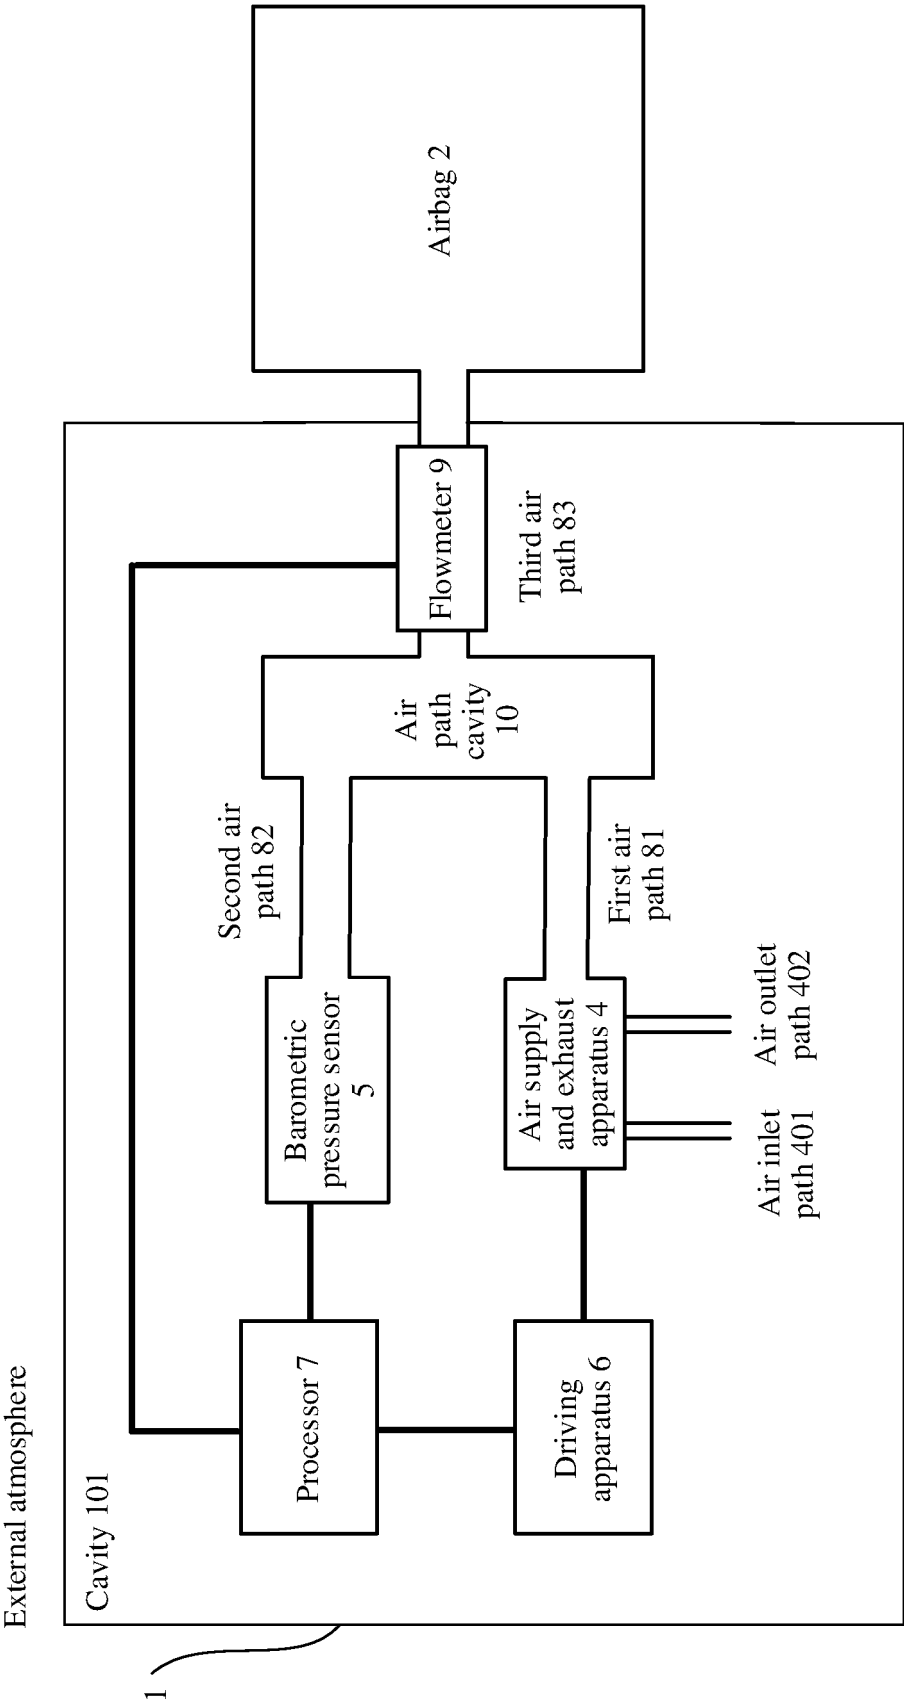 External atmosphere
Cavity 101
1
Processor 7
Barometric
pressure sensor
5
Second air
path 82
Air
path
cavity
10
Flowmeter 9
Third air
path 83
Airbag 2
Driving
apparatus 6
Air supply
and exhaust
apparatus 4
First air
path 81
Air inlet
path 401
Air outlet
path 402